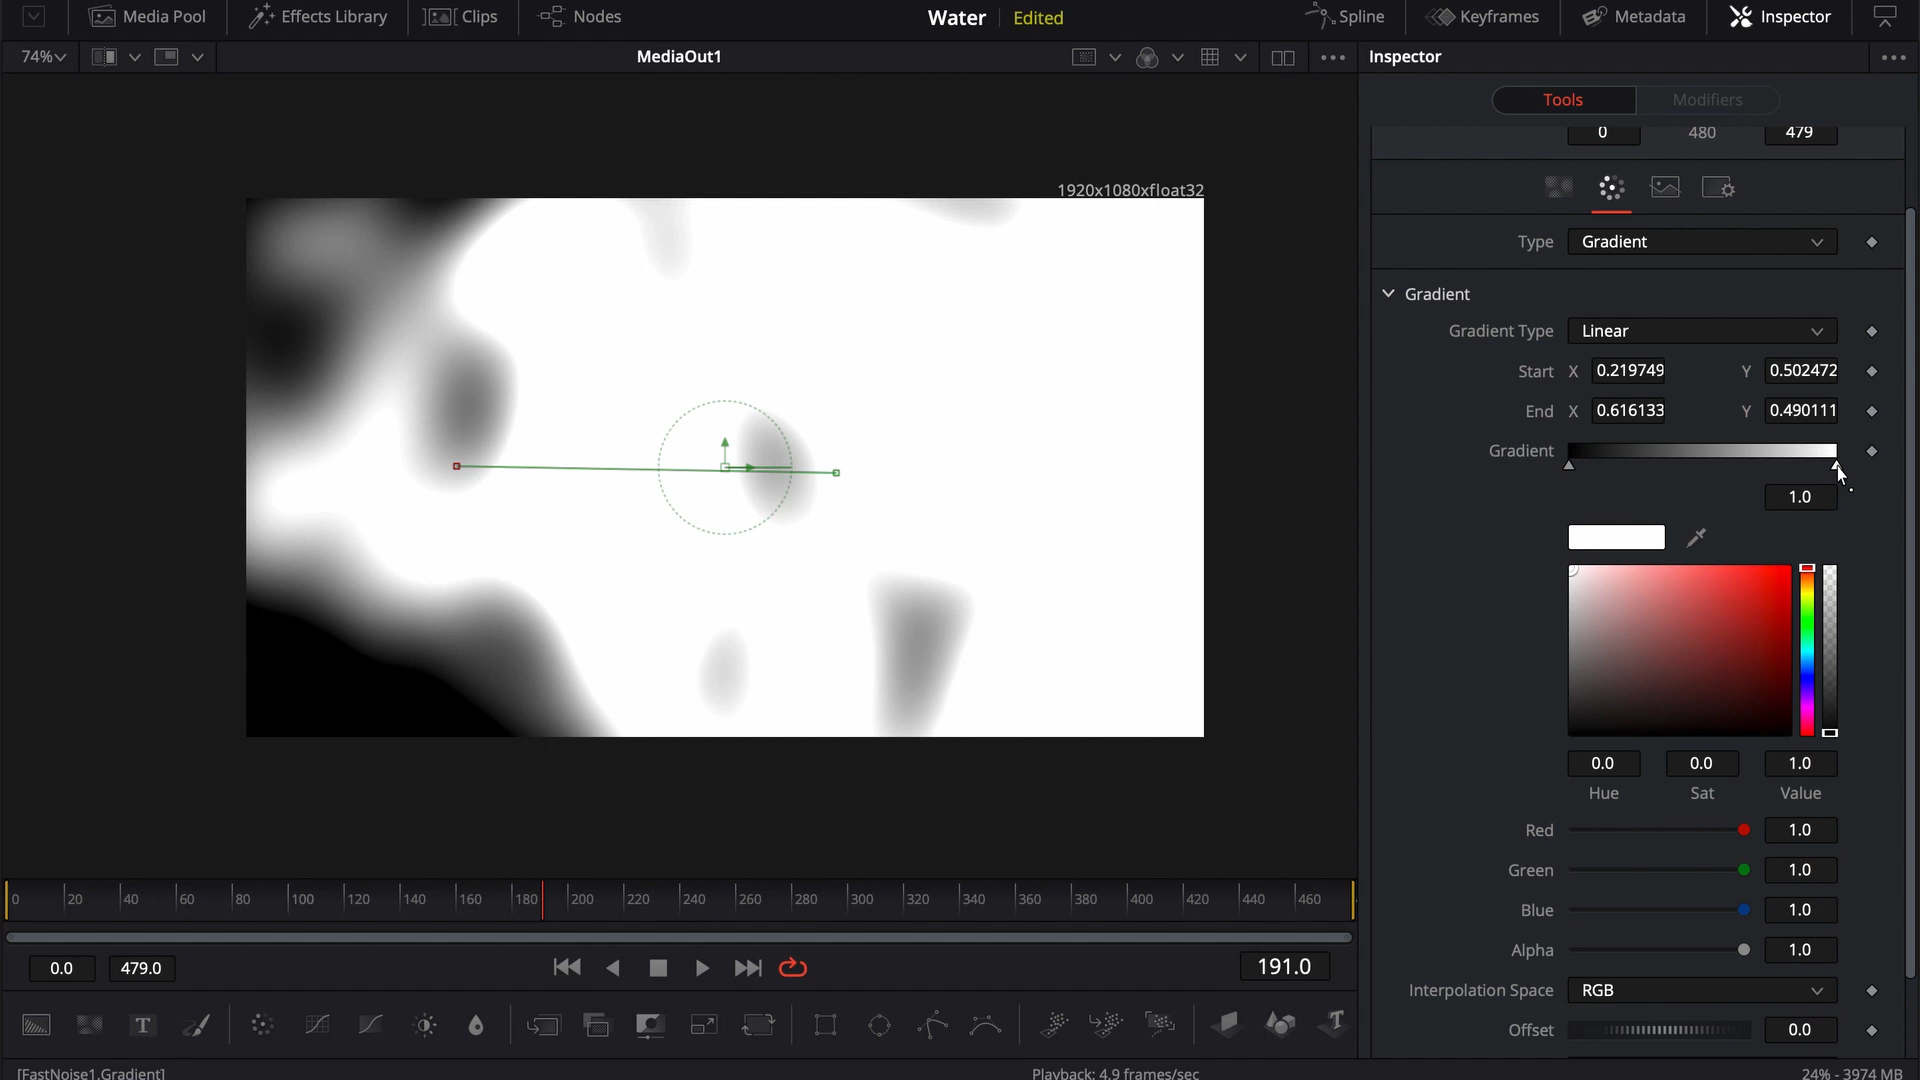 Media Pool Effects Library Clips Nodes Water Edited Spline Keyframes Metadata Inspector
74% MediaOut1 Inspector
Tools Modifiers
0 480 479
1920x1080xfloat32
Type Gradient
Gradient
Gradient Type Linear
Start X 0.219749 Y 0.502472
End X 0.616133 Y 0.490111
Gradient
1.0
0.0 0.0 1.0
Hue Sat Value
Red 1.0
Green 1.0
Blue 1.0
Alpha 1.0
0 20 40 60 80 100 120 140 160 180 200 220 240 260 280 300 320 340 360 380 400 420 440 460
0.0 479.0 191.0
Interpolation Space RGB
Offset 0.0
T T
[FastNoise1.Gradient] Playback: 4.9 frames/sec 24% - 3974 MB